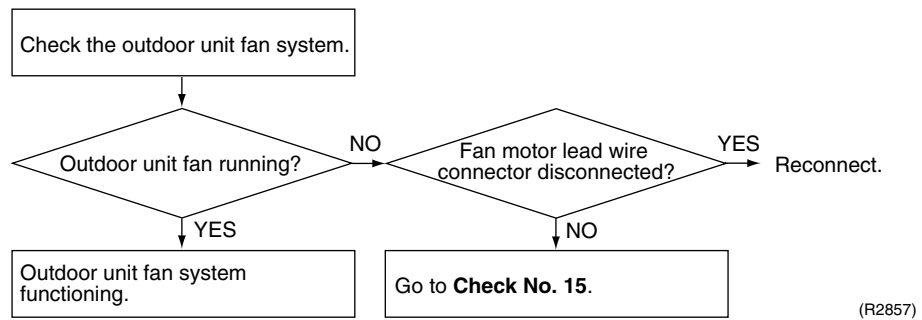 Check the outdoor unit fan system.
Outdoor unit fan running?
NO
Fan motor lead wire
connector disconnected?
YES
Reconnect.
YES
NO
Outdoor unit fan system
functioning.
Go to Check No. 15.
(R2857)